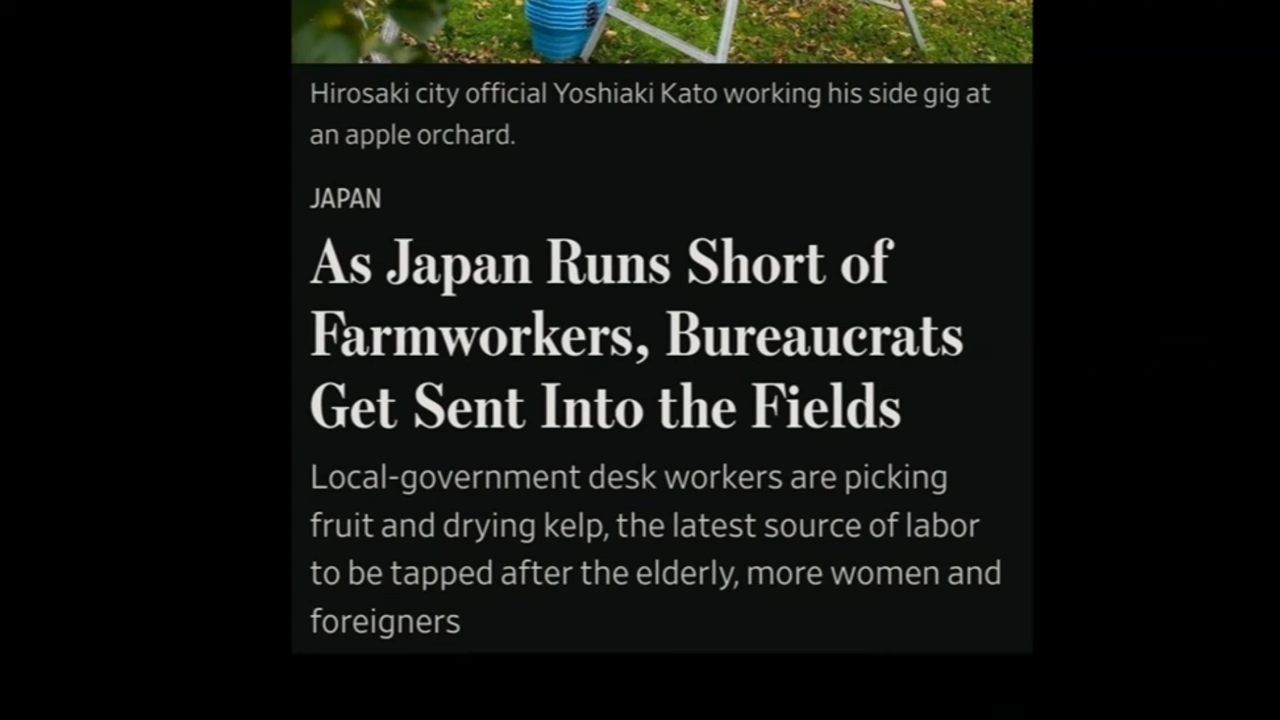 Hirosaki city official Yoshiaki Kato working his side gig at
an apple orchard.
JAPAN
As Japan Runs Short of
Farmworkers, Bureaucrats
Get Sent Into the Fields
Local-government desk workers are picking
fruit and drying kelp, the latest source of labor
to be tapped after the elderly, more women and
foreigners